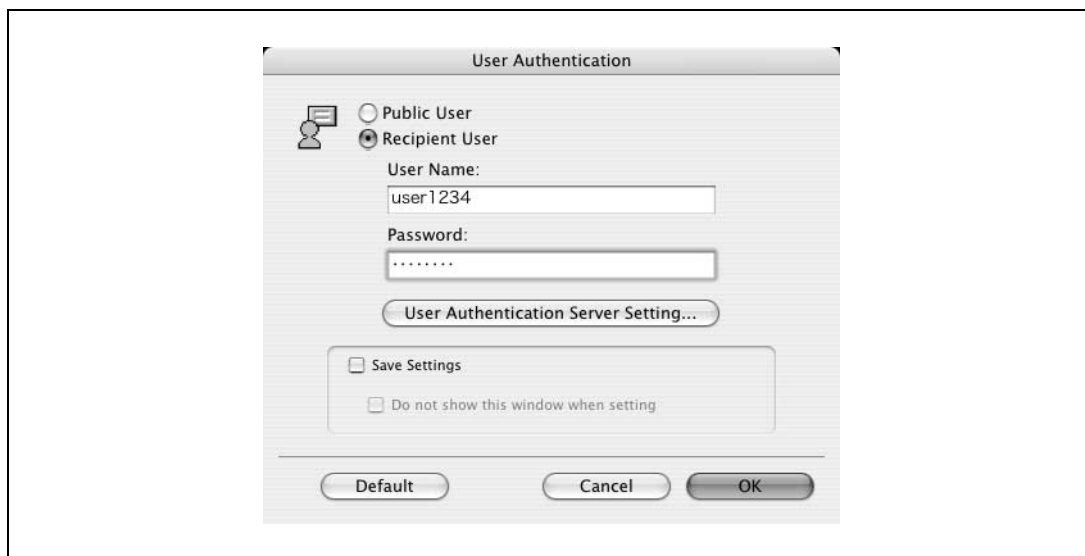 User Authentication
Public User
Recipient User
User Name:
user1234
Password:
........
User Authentication Server Setting...
Save Settings
Do not show this window when setting
Default
Cancel
OK